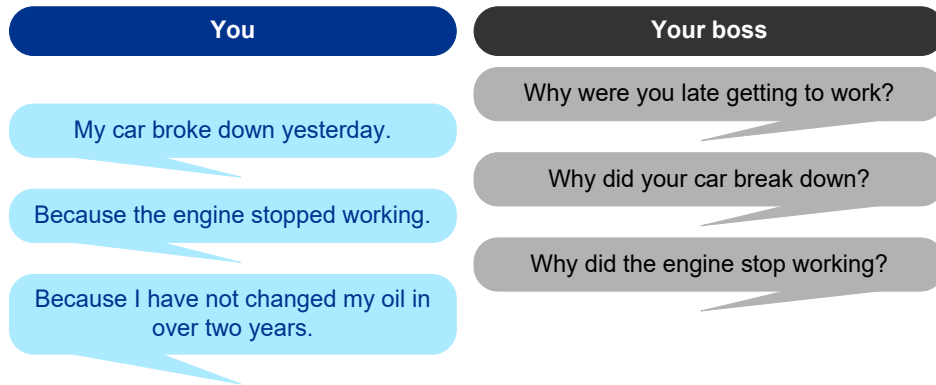 You
Your boss
Why were you late getting to work?
My car broke down yesterday.
Why did your car break down?
Because the engine stopped working.
Why did the engine stop working?
Because I have not changed my oil in
over two years.